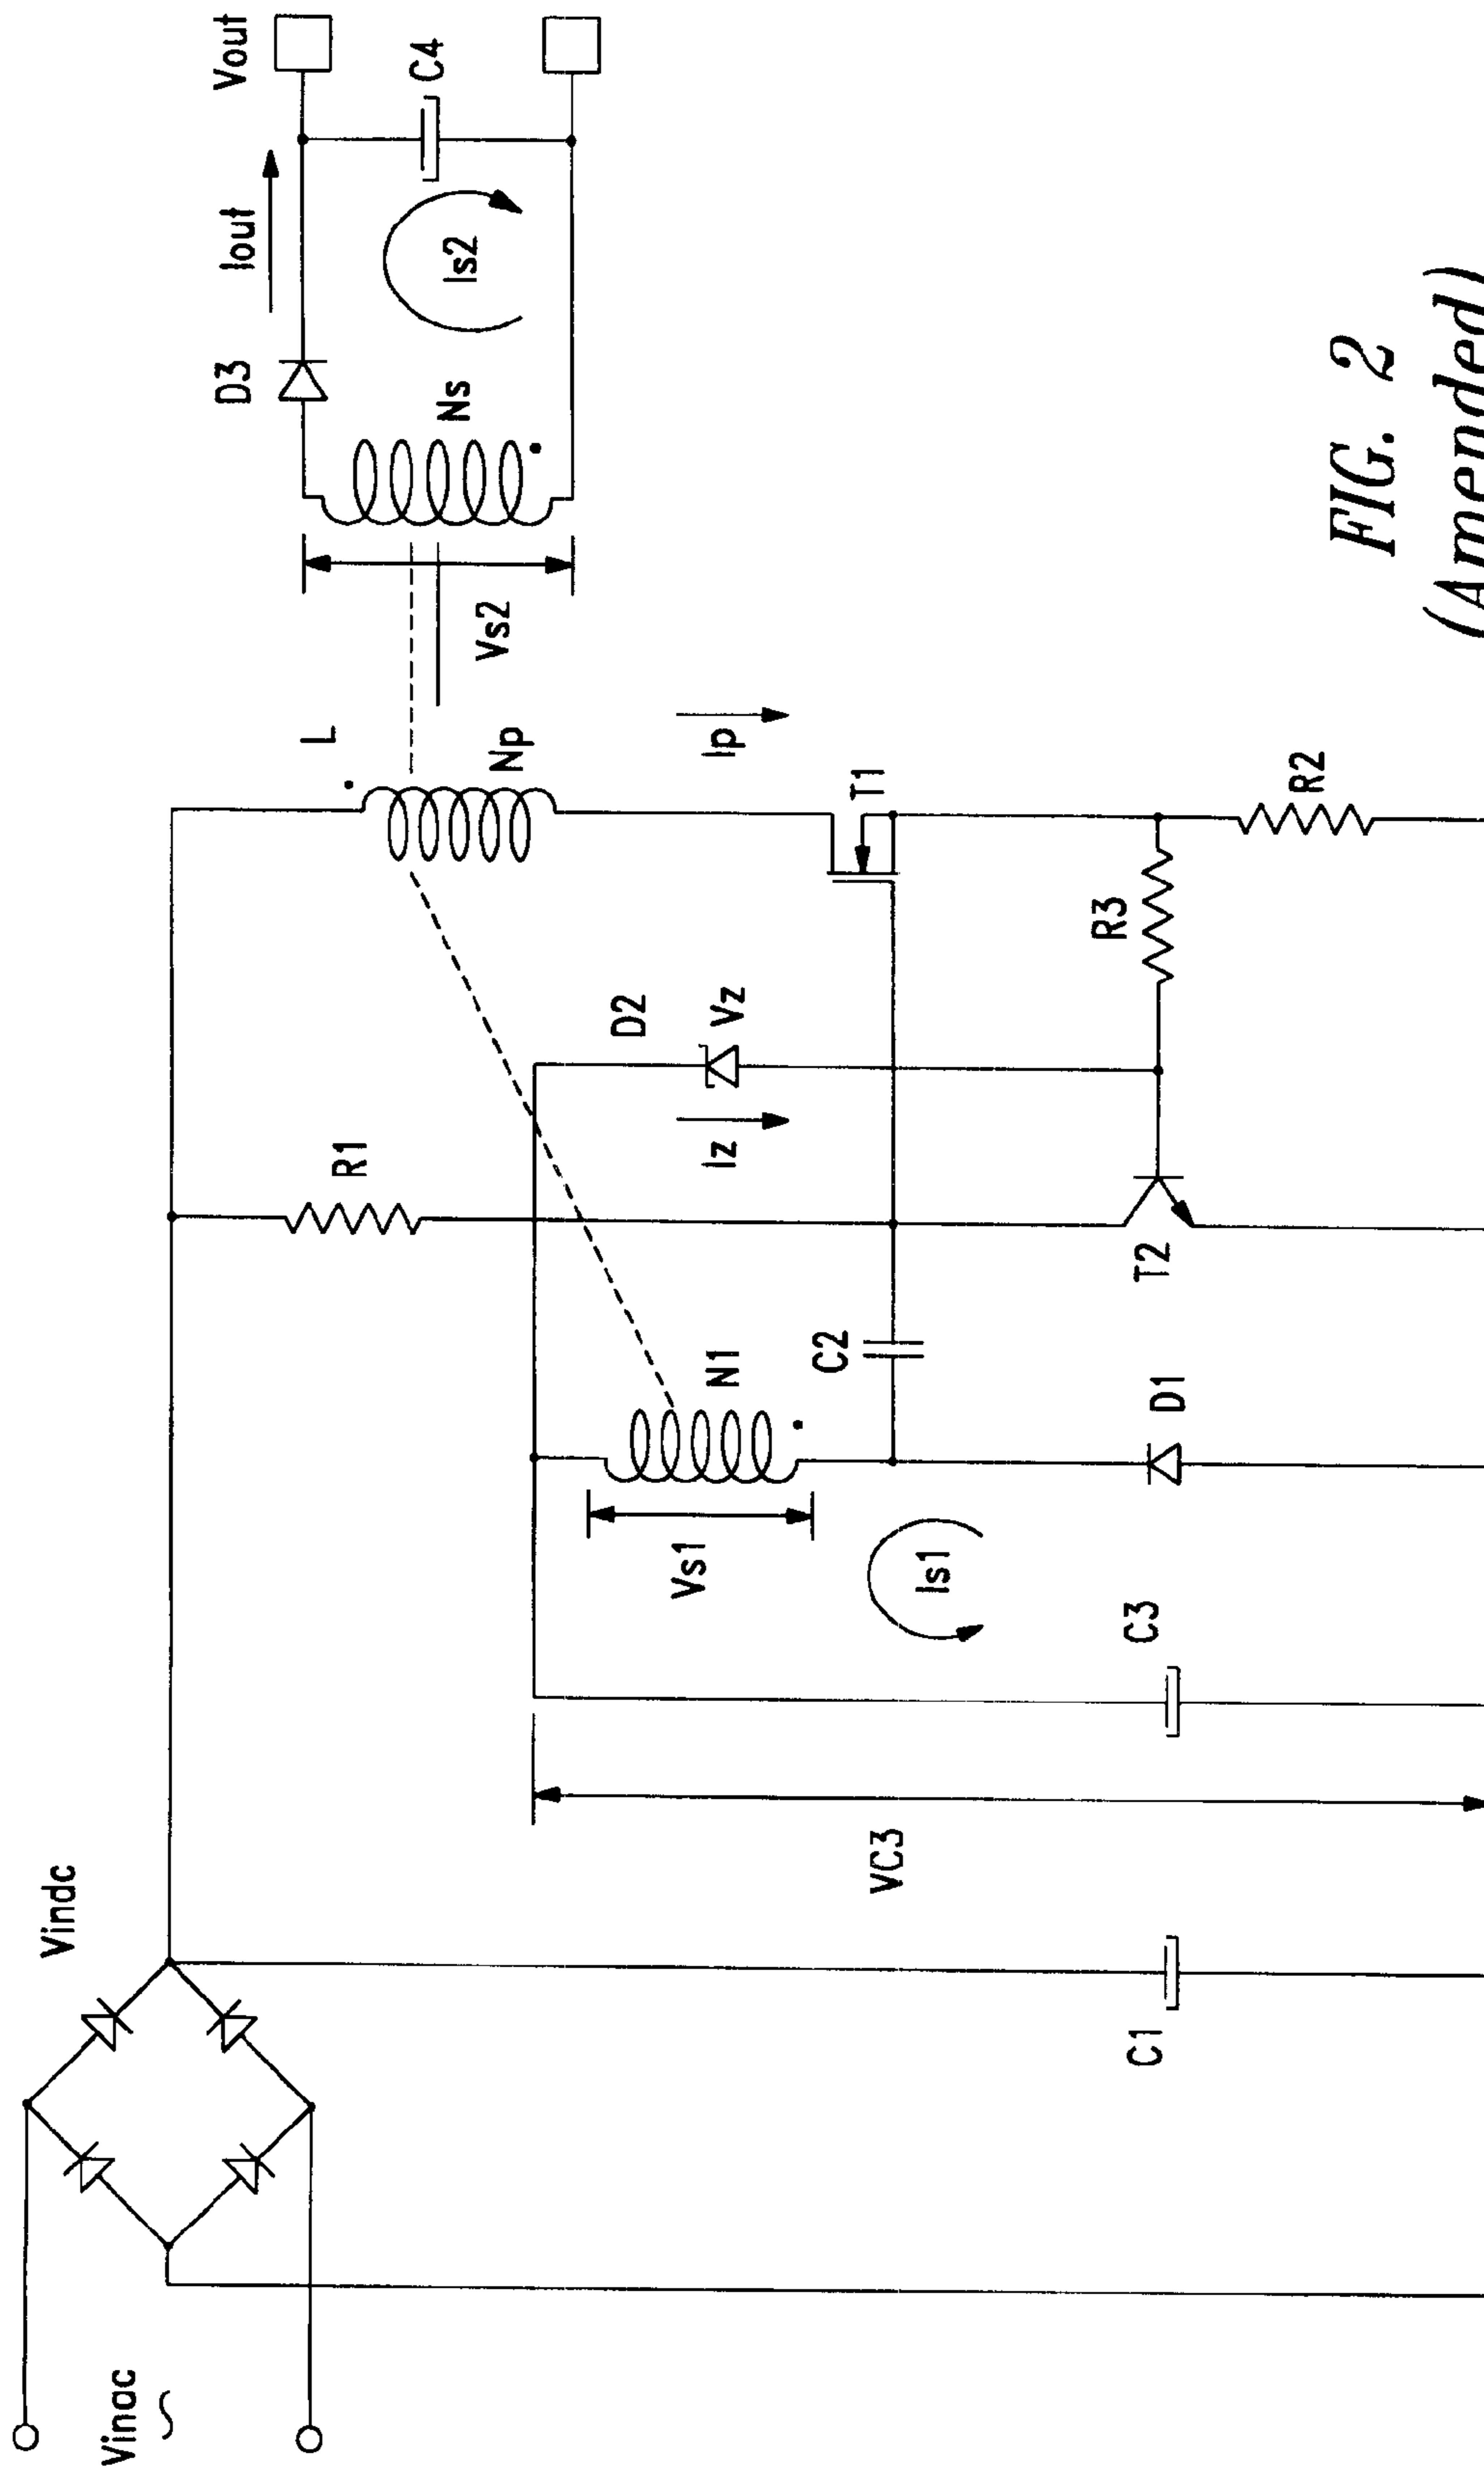 Vinac
~
Vindc
C1
VC3
C3
Vs1
Is1
N1
C2
D1
R1
T2
Iz
D2
Vz
R3
T1
R2
L
Np
Ip
Vs2
Ns
D3
Iout
Is2
C4
Vout
FIG. 2
(Amended)